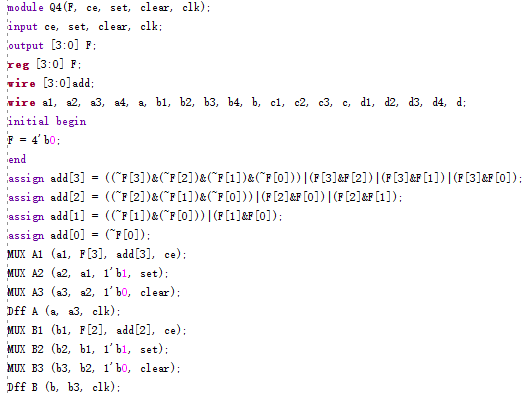 module Q4(F, ce, set, clear, clk);
input ce, set, clear, clk;
output [3:0] F;
reg [3:0] F;
wire [3:0]add;
wire a1, a2, a3, a4, a, b1, b2, b3, b4, b, c1, c2, c3, c, d1, d2, d3, d4, d;
initial begin
F = 4'b0;
end
assign add[3] = ((~F[3])&(~F[2])&(~F[1])&(~F[0]))|(F[3]&F[2])|(F[3]&F[1])|(F[3]&F[0]);
assign add[2] = ((~F[2])&(~F[1])&(~F[0]))|(F[2]&F[0])|(F[2]&F[1]);
assign add[1] = ((~F[1])&(~F[0]))|(F[1]&F[0]);
assign add[0] = (~F[0]);
MUX A1 (a1, F[3], add[3], ce);
MUX A2 (a2, a1, 1'b1, set);
MUX A3 (a3, a2, 1'b0, clear);
Dff A (a, a3, clk);
MUX B1 (b1, F[2], add[2], ce);
MUX B2 (b2, b1, 1'b1, set);
MUX B3 (b3, b2, 1'b0, clear);
Dff B (b, b3, clk);